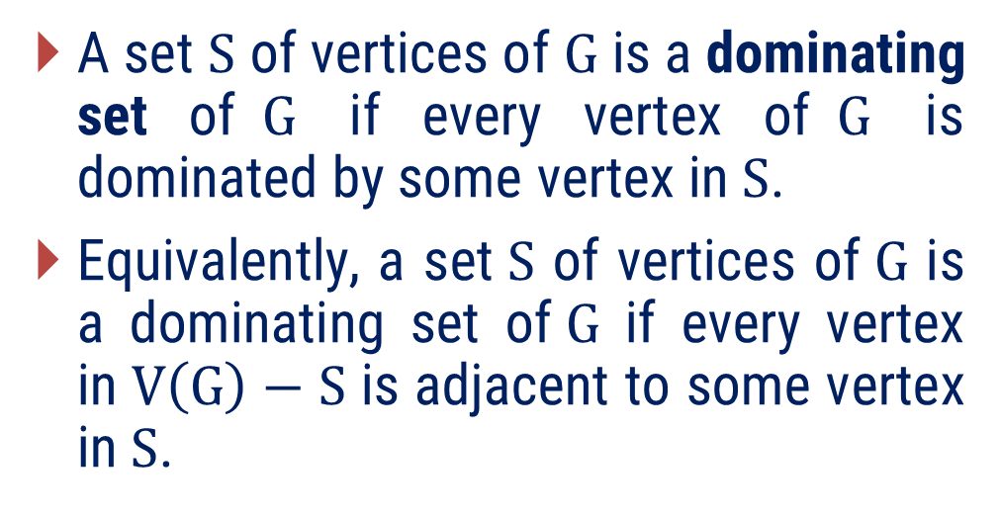 A set S of vertices of G is a dominating
set of G if every vertex of G is
dominated by some vertex in S.
Equivalently, a set S of vertices of G is
a dominating set of G if every vertex
in V(G) − S is adjacent to some vertex
in S.